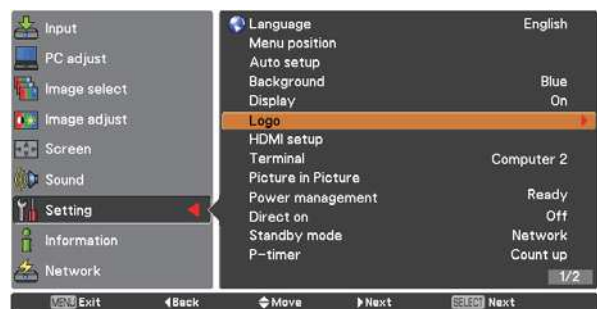 Input
PC adjust
Image select
Image adjust
Screen
Sound
Setting
Information
Network
Language English
Menu position
Auto setup
Background Blue
Display On
Logo
HDMI setup
Terminal Computer 2
Picture in Picture
Power management Ready
Direct on Off
Standby mode Network
P-timer Count up
1/2
MENU Exit Back Move Next SELECT Next